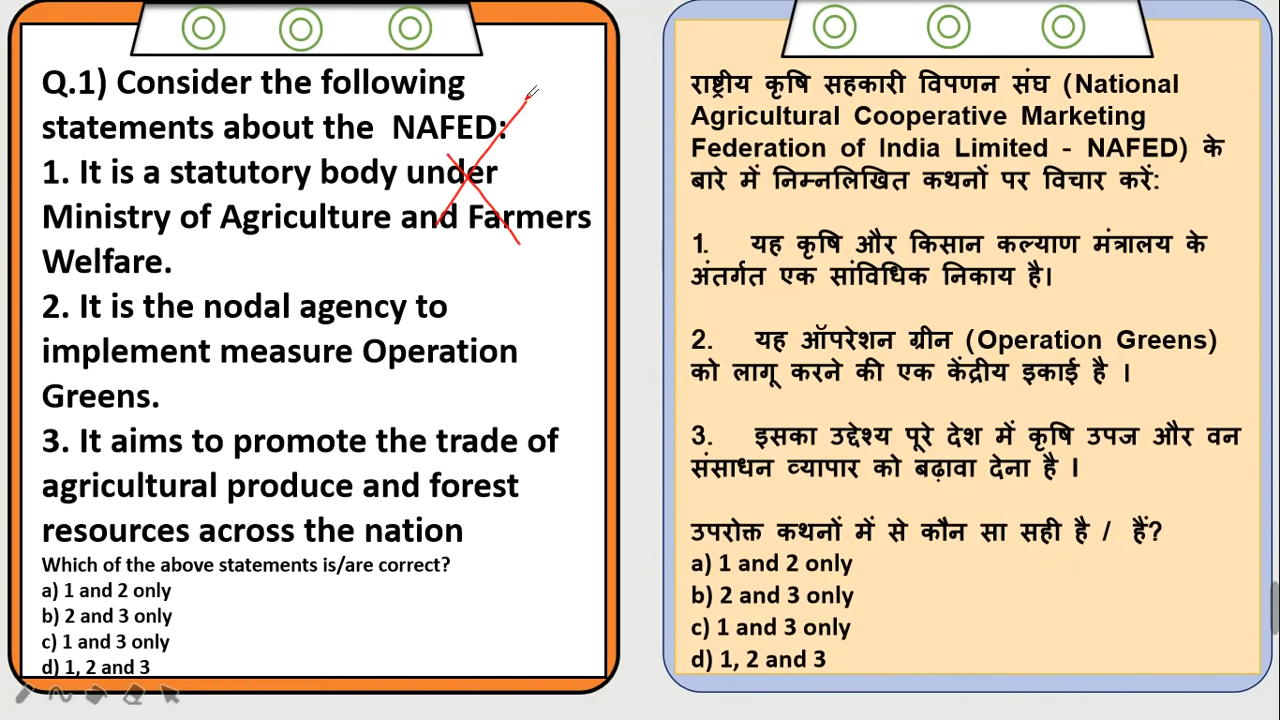 Q.1) Consider the following
statements about the NAFED:
1. It is a statutory body under
Ministry of Agriculture and Farmers
Welfare.
2. It is the nodal agency to
implement measure Operation
Greens.
3. It aims to promote the trade of
agricultural produce and forest
resources across the nation
Which of the above statements is/are correct?
a) 1 and 2 only
b) 2 and 3 only
c) 1 and 3 only
d) 1, 2 and 3
राष्ट्रीय कृषि सहकारी विपणन संघ (National
Agricultural Cooperative Marketing
Federation of India Limited - NAFED) के
बारे में निम्नलिखित कथनों पर विचार करें:
1. यह कृषि और किसान कल्याण मंत्रालय के
अंतर्गत एक सांविधिक निकाय है।
2. यह ऑपरेशन ग्रीन (Operation Greens)
को लागू करने की एक केंद्रीय इकाई है ।
3. इसका उद्देश्य पूरे देश में कृषि उपज और वन
संसाधन व्यापार को बढ़ावा देना है ।
उपरोक्त कथनों में से कौन सा सही है / हैं?
a) 1 and 2 only
b) 2 and 3 only
c) 1 and 3 only
d) 1, 2 and 3